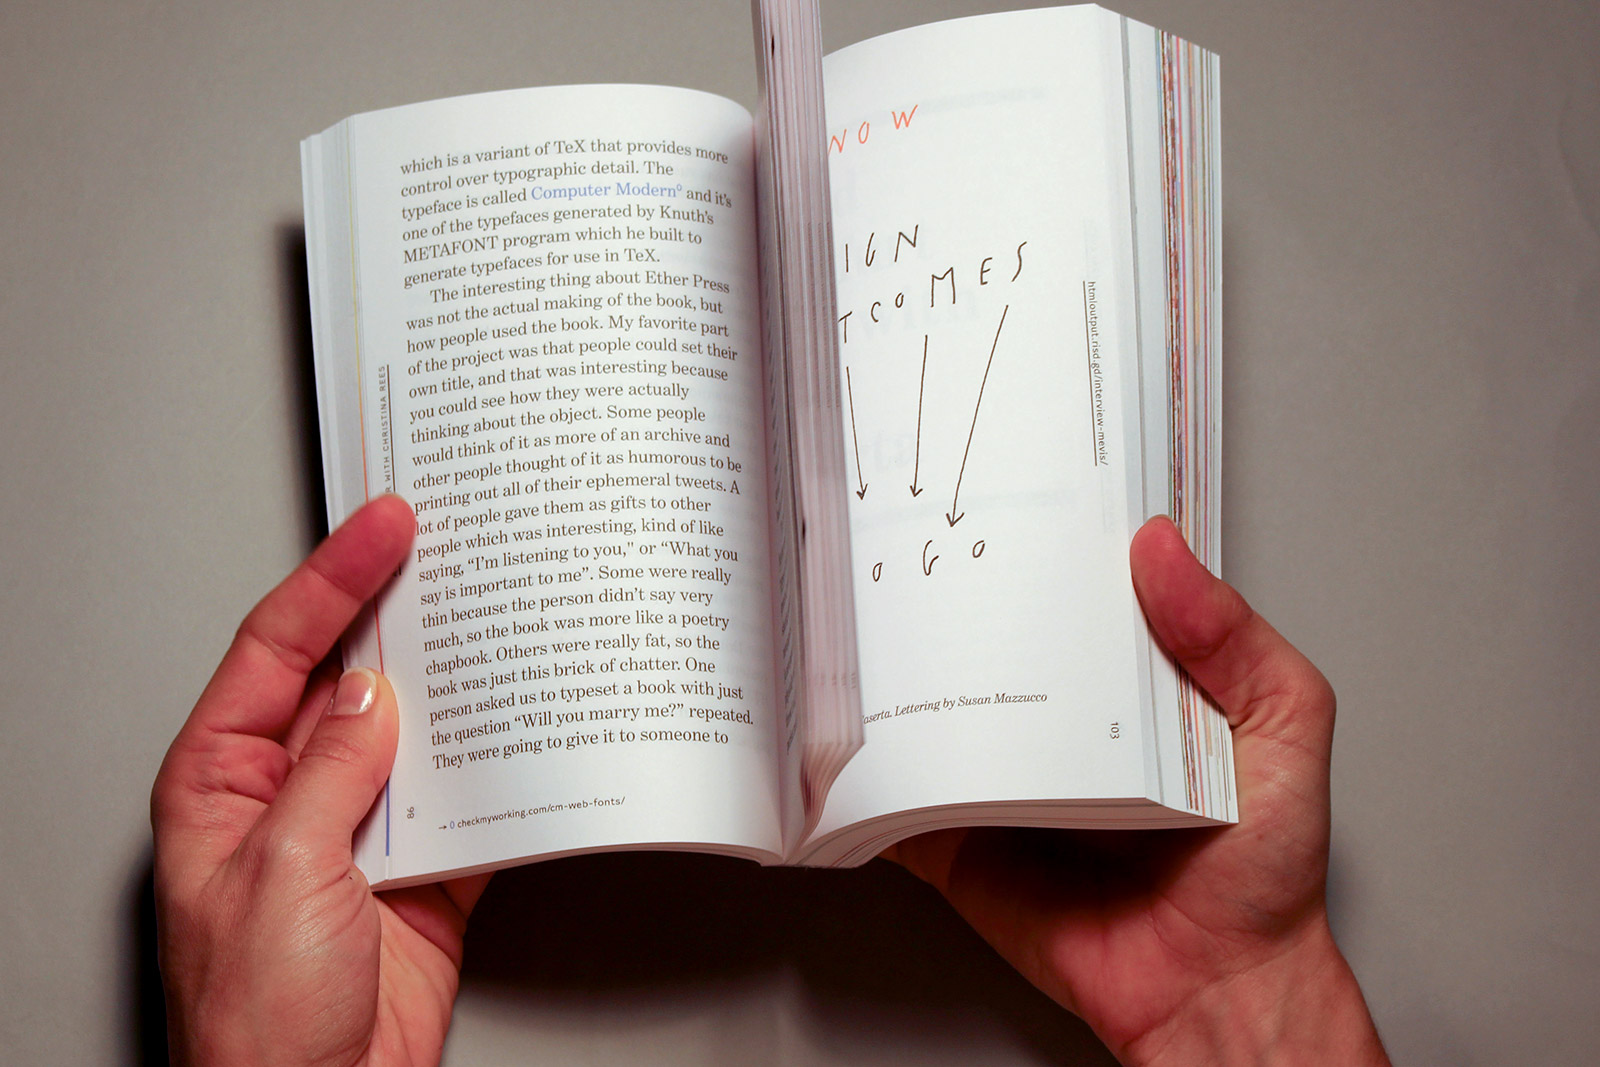 which is a variant of TeX that provides more
control over typographic detail. The
typeface is called Computer Modern⁰ and it's
one of the typefaces generated by Knuth's
METAFONT program which he built to
generate typefaces for use in TeX.
The interesting thing about Ether Press
was not the actual making of the book, but
how people used the book. My favorite part
of the project was that people could set their
own title, and that was interesting because
you could see how they were actually
thinking about the object. Some people
would think of it as more of an archive and
other people thought of it as humorous to be
printing out all of their ephemeral tweets. A
lot of people gave them as gifts to other
people which was interesting, kind of like
saying, “I'm listening to you," or “What you
say is important to me”. Some were really
thin because the person didn't say very
much, so the book was more like a poetry
chapbook. Others were really fat, so the
book was just this brick of chatter. One
person asked us to typeset a book with just
the question “Will you marry me?” repeated.
They were going to give it to someone to
→ 0 checkmyworking.com/cm-web-fonts/
86
WITH CHRISTINA REES
NOW
IGN
TCOMES
O G O
Lettering by Susan Mazzucco
htmloutput.risd.gd/interview-mevis/
103